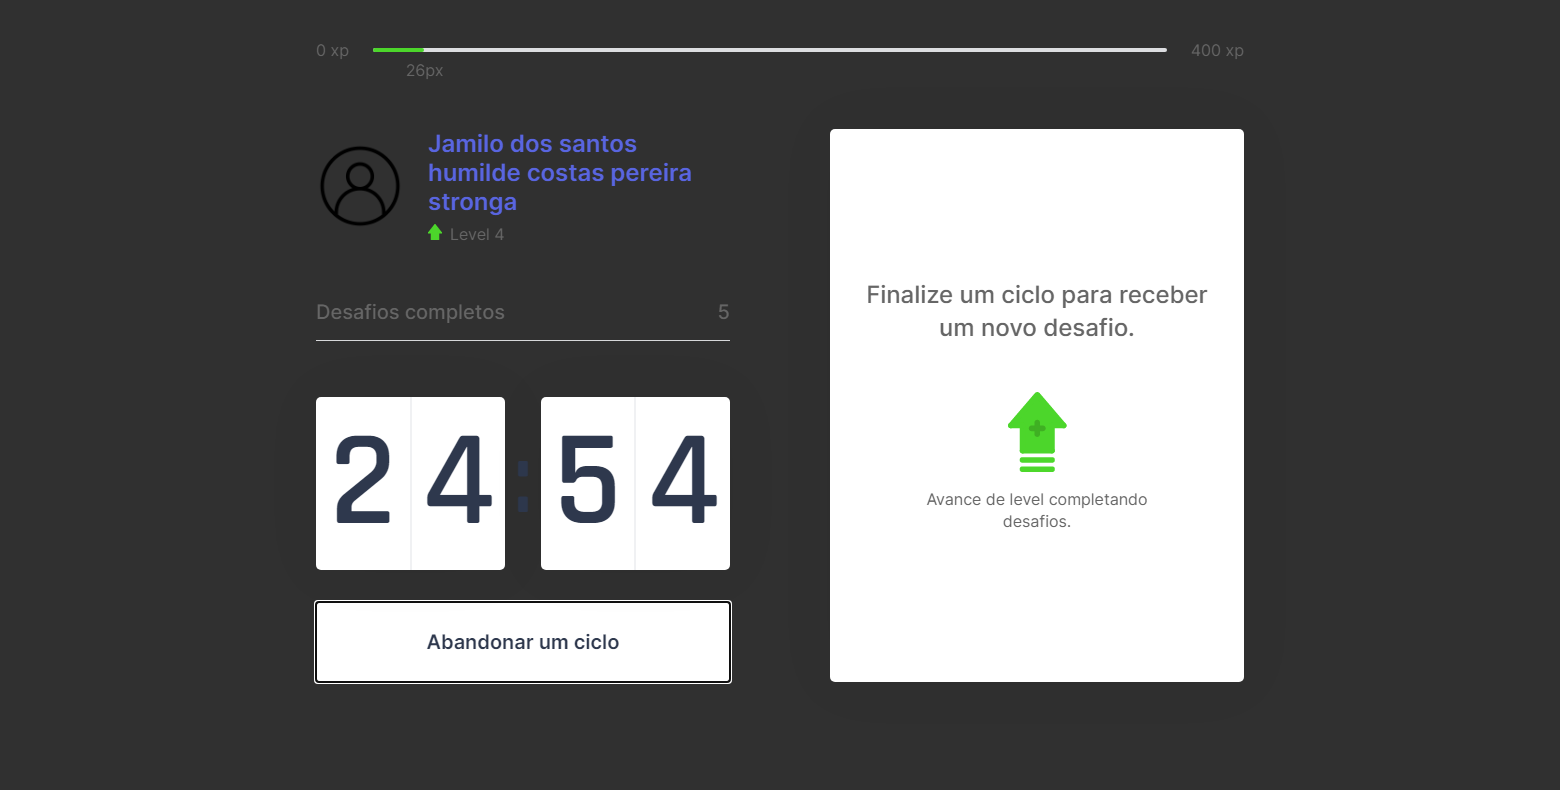 0 xp
400 xp
26px
Jamilo dos santos
humilde costas pereira
stronga
Level 4
Desafios completos 5
24:54
Abandonar um ciclo
Finalize um ciclo para receber
um novo desafio.
Avance de level completando
desafios.